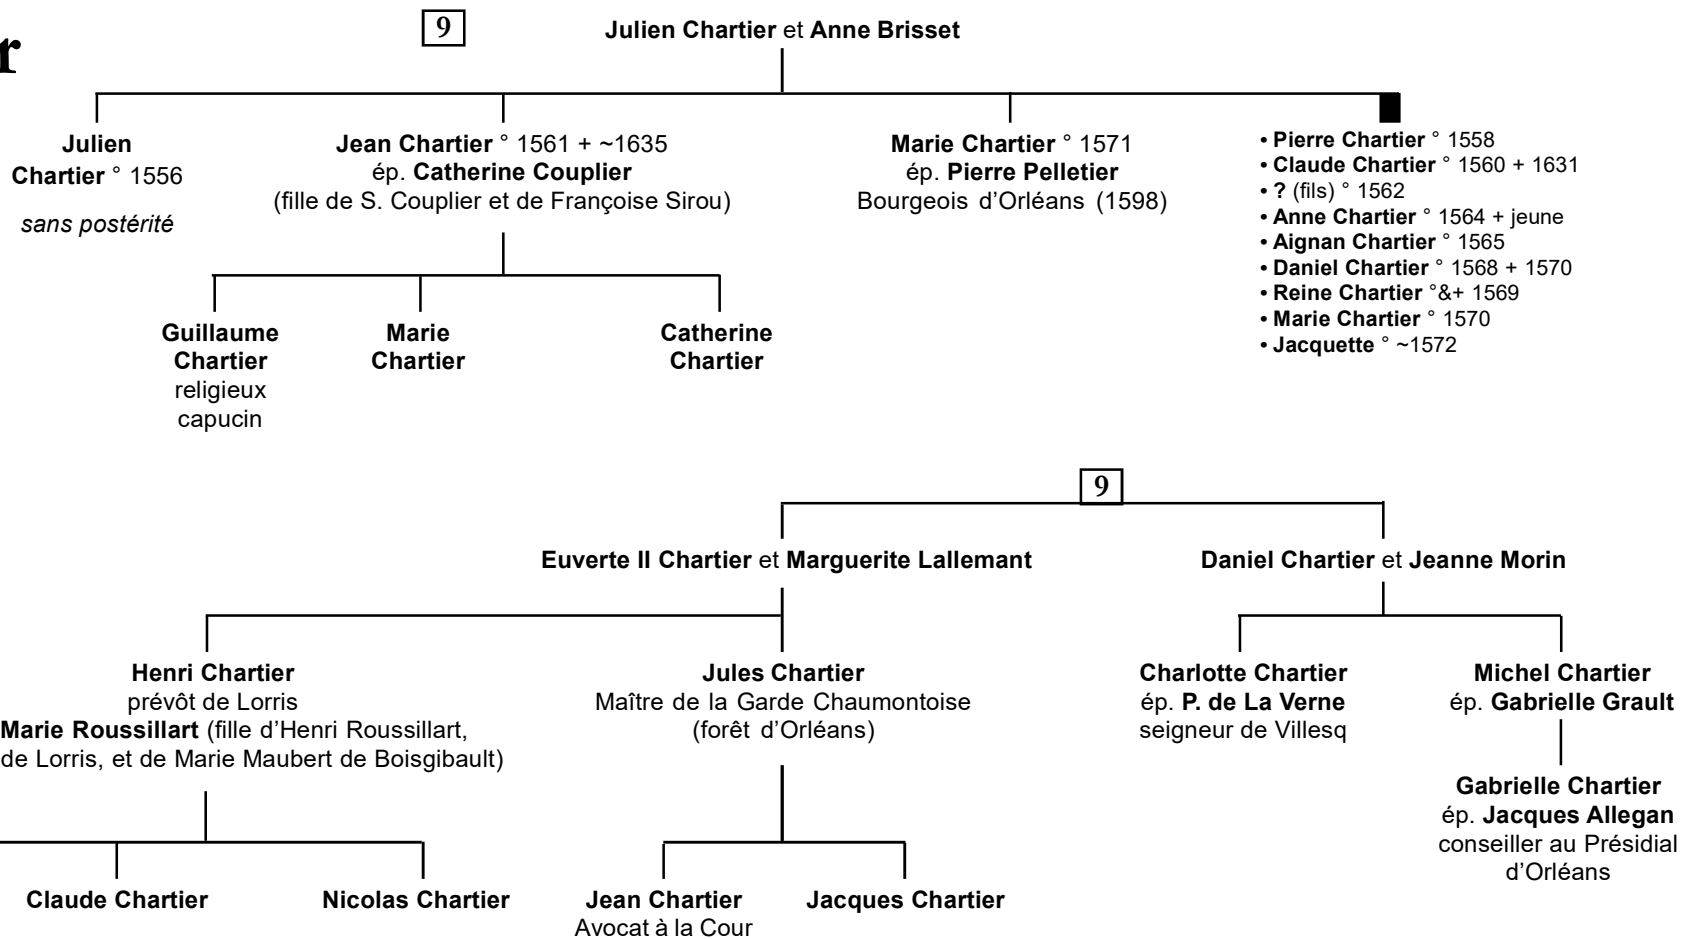 r
9
Julien Chartier et Anne Brisset
Julien
Chartier ° 1556
sans postérité
Jean Chartier ° 1561 + ~1635
ép. Catherine Couplier
(fille de S. Couplier et de Françoise Sirou)
Marie Chartier ° 1571
ép. Pierre Pelletier
Bourgeois d’Orléans (1598)
• Pierre Chartier ° 1558
• Claude Chartier ° 1560 + 1631
• ? (fils) ° 1562
• Anne Chartier ° 1564 + jeune
• Aignan Chartier ° 1565
• Daniel Chartier ° 1568 + 1570
• Reine Chartier °&+ 1569
• Marie Chartier ° 1570
• Jacquette ° ~1572
Guillaume
Chartier
religieux
capucin
Marie
Chartier
Catherine
Chartier
9
Euverte II Chartier et Marguerite Lallemant
Daniel Chartier et Jeanne Morin
Henri Chartier
prévôt de Lorris
Marie Roussillart (fille d’Henri Roussillart,
de Lorris, et de Marie Maubert de Boisgibault)
Jules Chartier
Maître de la Garde Chaumontoise
(forêt d’Orléans)
Charlotte Chartier
ép. P. de La Verne
seigneur de Villesq
Michel Chartier
ép. Gabrielle Grault
Gabrielle Chartier
ép. Jacques Allegan
conseiller au Présidial
d’Orléans
Claude Chartier
Nicolas Chartier
Jean Chartier
Avocat à la Cour
Jacques Chartier